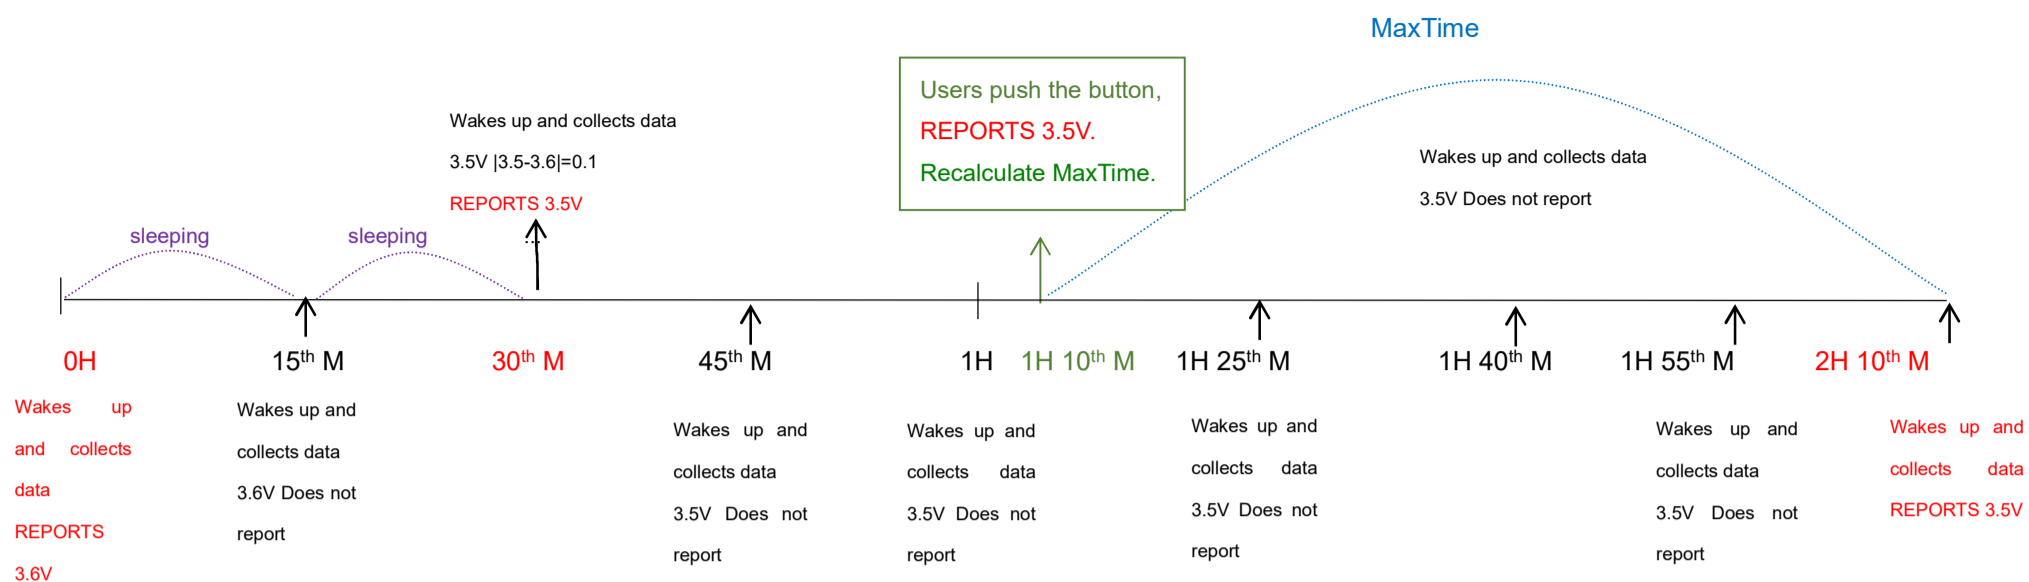 MaxTime
Users push the button,
REPORTS 3.5V.
Recalculate MaxTime.
Wakes up and collects data
3.5V |3.5-3.6|=0.1
REPORTS 3.5V
Wakes up and collects data
3.5V Does not report
sleeping
sleeping
...
0H
15th M
30th M
45th M
1H
1H 10th M
1H 25th M
1H 40th M
1H 55th M
2H 10th M
Wakes up
and collects
data
REPORTS
3.6V
Wakes up and
collects data
3.6V Does not
report
Wakes up and
collects data
3.5V Does not
report
Wakes up and
collects data
3.5V Does not
report
Wakes up and
collects data
3.5V Does not
report
Wakes up and
collects data
3.5V Does not
report
Wakes up and
collects data
REPORTS 3.5V